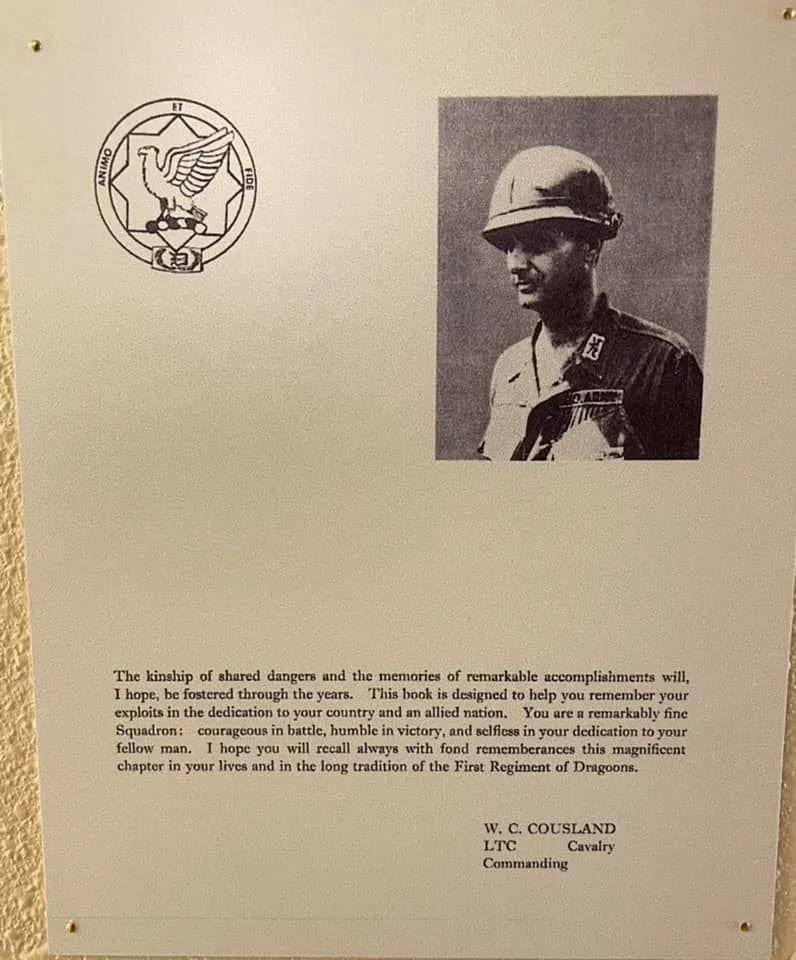 ANIMO ET FIDE
U.S. ARMY
The kinship of shared dangers and the memories of remarkable accomplishments will,
I hope, be fostered through the years. This book is designed to help you remember your
exploits in the dedication to your country and an allied nation. You are a remarkably fine
Squadron: courageous in battle, humble in victory, and selfless in your dedication to your
fellow man. I hope you will recall always with fond rememberances this magnificent
chapter in your lives and in the long tradition of the First Regiment of Dragoons.
W. C. COUSLAND
LTC Cavalry
Commanding